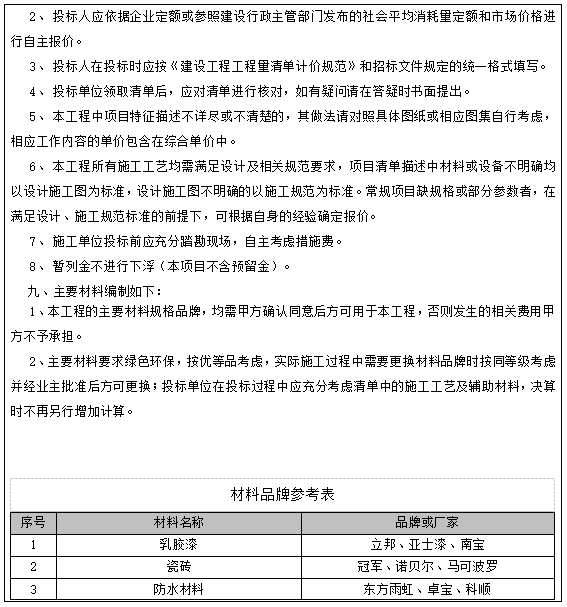 2、 投标人应依据企业定额或参照建设行政主管部门发布的社会平均消耗量定额和市场价格进
行自主报价。
3、 投标人在投标时应按《建设工程工程量清单计价规范》和招标文件规定的统一格式填写。
4、 投标单位领取清单后，应对清单进行核对，如有疑问请在答疑时书面提出。
5、 本工程中项目特征描述不详尽或不清楚的，其做法请对照具体图纸或相应图集自行考虑，
相应工作内容的单价包含在综合单价中。
6、 本工程所有施工工艺均需满足设计及相关规范要求，项目清单描述中材料或设备不明确均
以设计施工图为标准，设计施工图不明确的以施工规范为标准。常规项目缺规格或部分参数者，在
满足设计、施工规范标准的前提下，可根据自身的经验确定报价。
7、 施工单位投标前应充分踏勘现场，自主考虑措施费。
8、 暂列金不进行下浮（本项目不含预留金）。
九、主要材料编制如下：
1、本工程的主要材料规格品牌，均需甲方确认同意后方可用于本工程，否则发生的相关费用甲
方不予承担。
2、主要材料要求绿色环保，按优等品考虑，实际施工过程中需要更换材料品牌时按同等级考虑
并经业主批准后方可更换；投标单位在投标过程中应充分考虑清单中的施工工艺及辅助材料，决算
时不再另行增加计算。
材料品牌参考表
序号 材料名称 品牌或厂家
1 乳胶漆 立邦、亚士漆、南宝
2 瓷砖 冠军、诺贝尔、马可波罗
3 防水材料 东方雨虹、卓宝、科顺